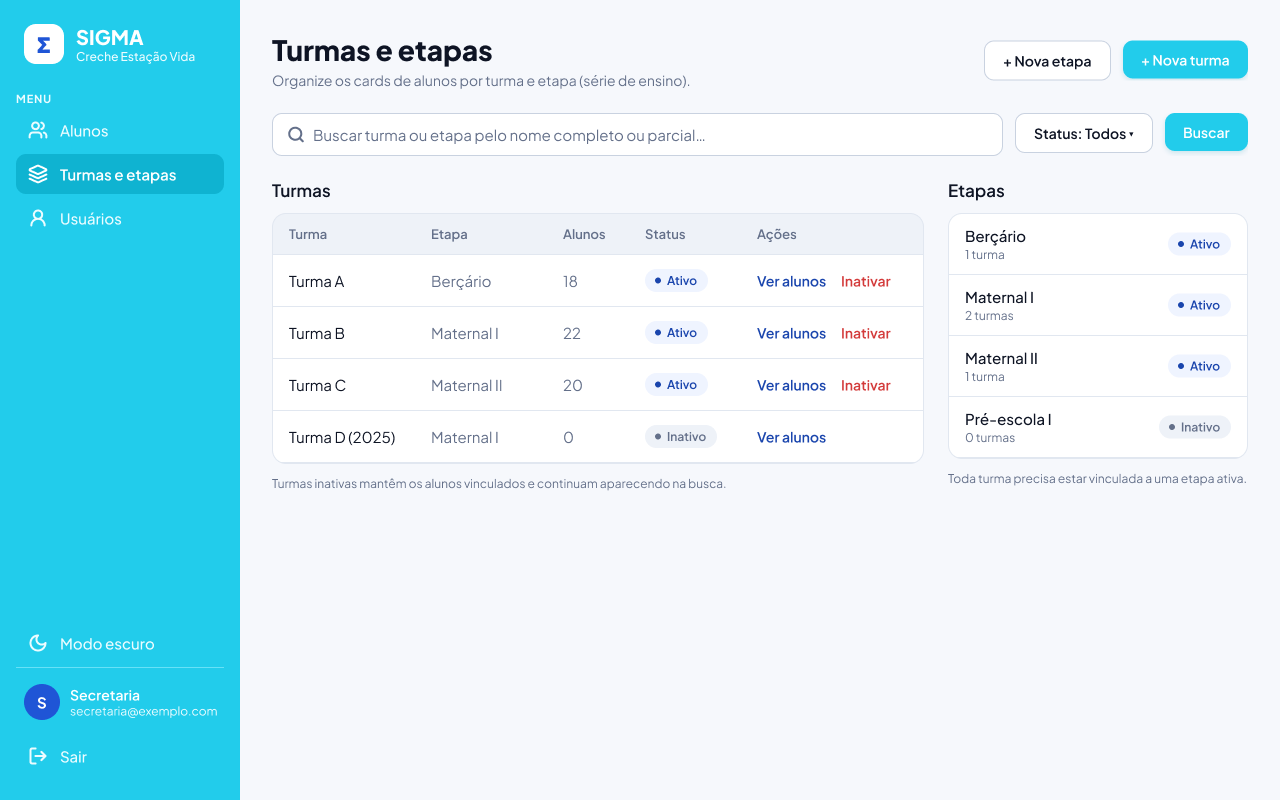 Σ
SIGMA
Creche Estação Vida
MENU
Alunos
Turmas e etapas
Usuários
Modo escuro
S
Secretaria
secretaria@exemplo.com
Sair
Turmas e etapas
Organize os cards de alunos por turma e etapa (série de ensino).
+ Nova etapa
+ Nova turma
Buscar turma ou etapa pelo nome completo ou parcial...
Status: Todos ▾
Buscar
Turmas
Turma Etapa Alunos Status Ações
Turma A Berçário 18 Ativo Ver alunos Inativar
Turma B Maternal I 22 Ativo Ver alunos Inativar
Turma C Maternal II 20 Ativo Ver alunos Inativar
Turma D (2025) Maternal I 0 Inativo Ver alunos
Turmas inativas mantêm os alunos vinculados e continuam aparecendo na busca.
Etapas
Berçário
1 turma
Ativo
Maternal I
2 turmas
Ativo
Maternal II
1 turma
Ativo
Pré-escola I
0 turmas
Inativo
Toda turma precisa estar vinculada a uma etapa ativa.